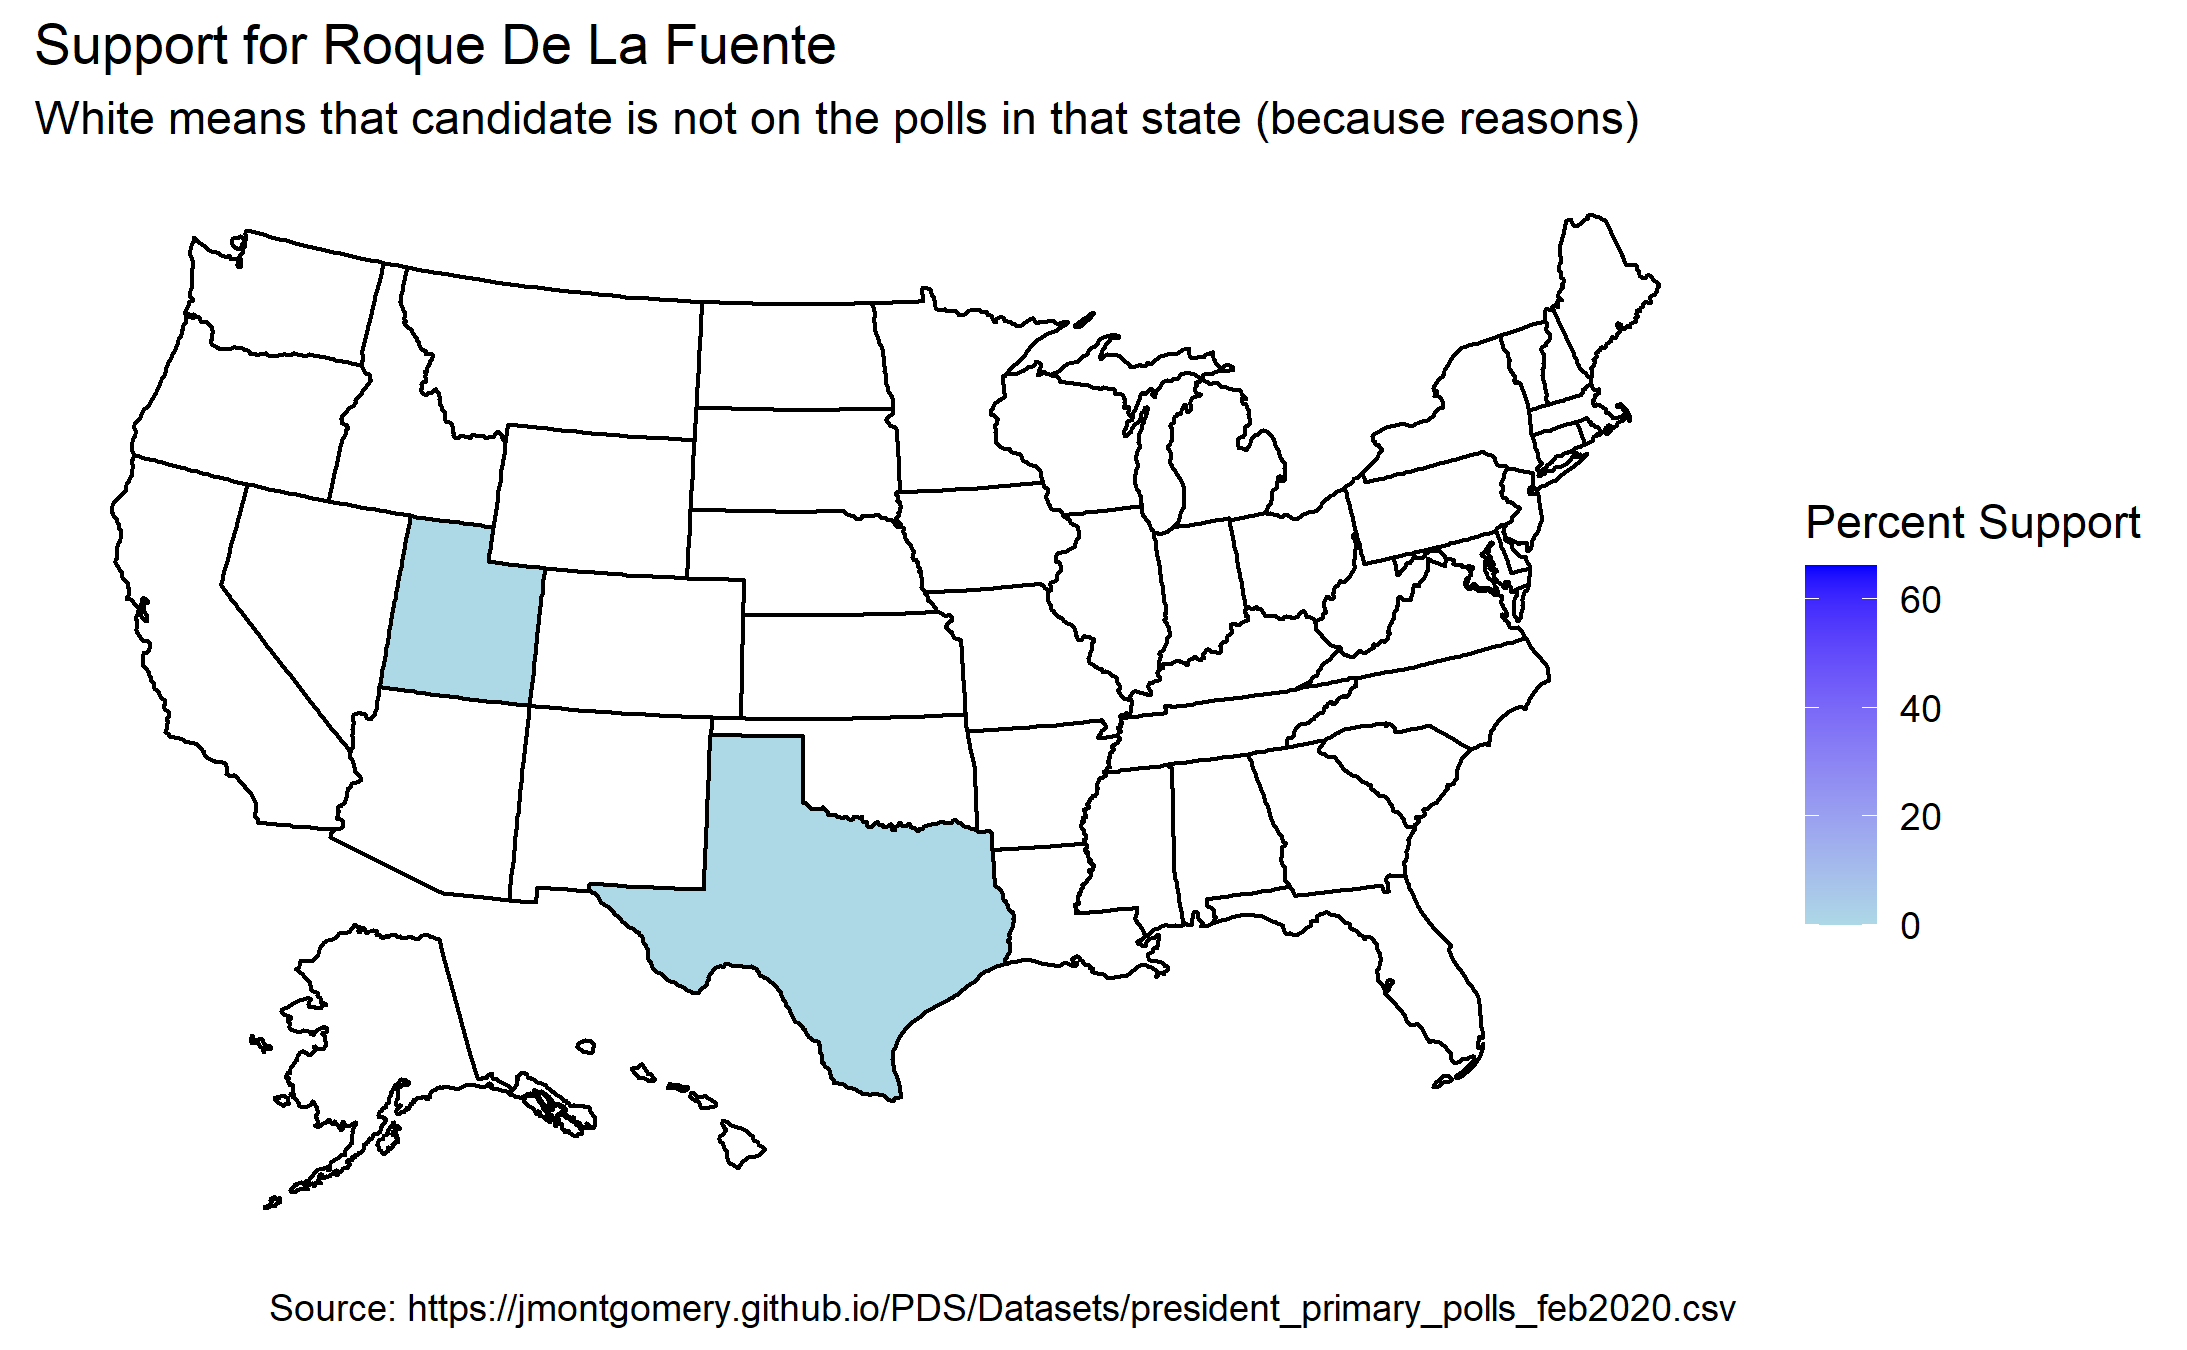 Support for Roque De La Fuente
White means that candidate is not on the polls in that state (because reasons)
Percent Support
60
40
20
0
Source: https://jmontgomery.github.io/PDS/Datasets/president_primary_polls_feb2020.csv